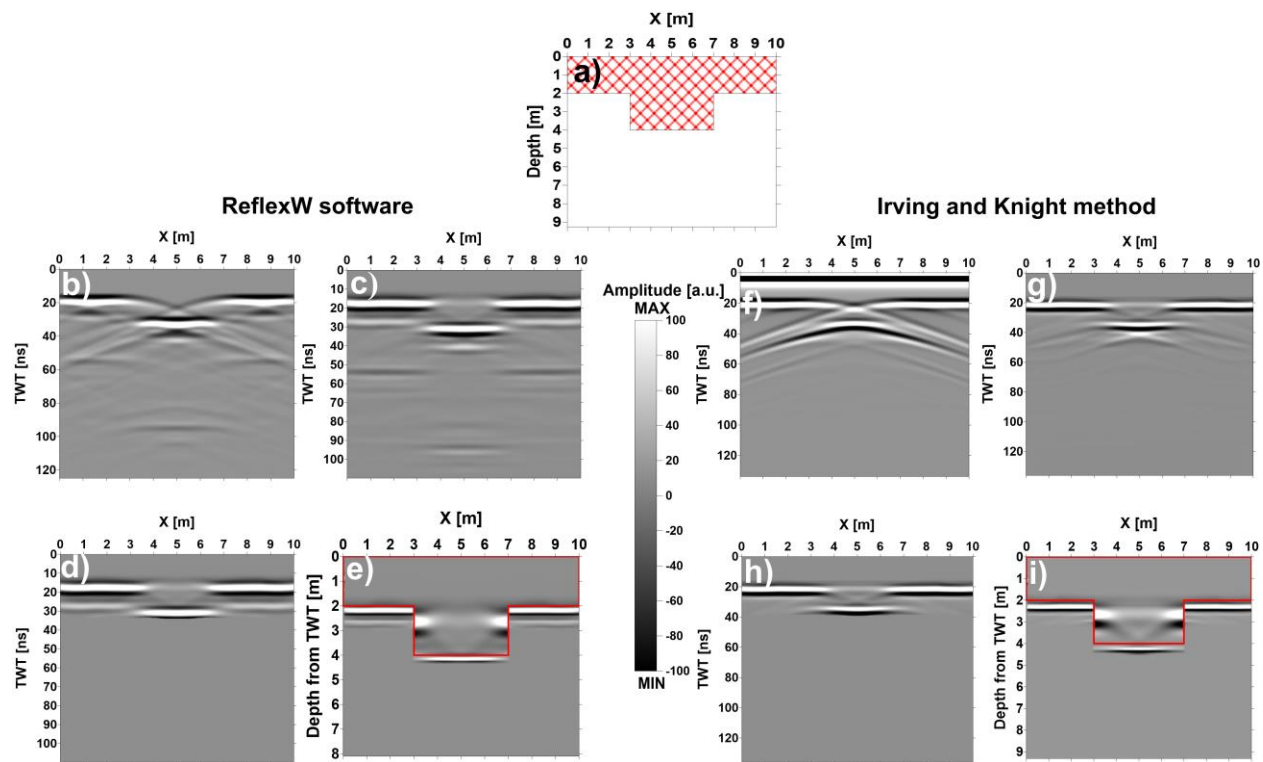 X [m]
0 1 2 3 4 5 6 7 8 9 10
a)
Depth [m]
0
1
2
3
4
5
6
7
8
9
ReflexW software
Irving and Knight method
X [m]
0 1 2 3 4 5 6 7 8 9 10
b)
TWT [ns]
0
20
40
60
80
100
120
X [m]
0 1 2 3 4 5 6 7 8 9 10
c)
TWT [ns]
0
10
20
30
40
50
60
70
80
90
100
Amplitude [a.u.]
MAX
100
80
60
40
20
0
-20
-40
-60
-80
-100
MIN
X [m]
0 1 2 3 4 5 6 7 8 9 10
f)
TWT [ns]
0
20
40
60
80
100
120
X [m]
0 1 2 3 4 5 6 7 8 9 10
g)
TWT [ns]
0
20
40
60
80
100
120
X [m]
0 1 2 3 4 5 6 7 8 9 10
d)
TWT [ns]
0
10
20
30
40
50
60
70
80
90
100
X [m]
0 1 2 3 4 5 6 7 8 9 10
e)
Depth from TWT [m]
0
1
2
3
4
5
6
7
8
X [m]
0 1 2 3 4 5 6 7 8 9 10
h)
TWT [ns]
0
20
40
60
80
100
120
X [m]
0 1 2 3 4 5 6 7 8 9 10
i)
Depth from TWT [m]
0
1
2
3
4
5
6
7
8
9